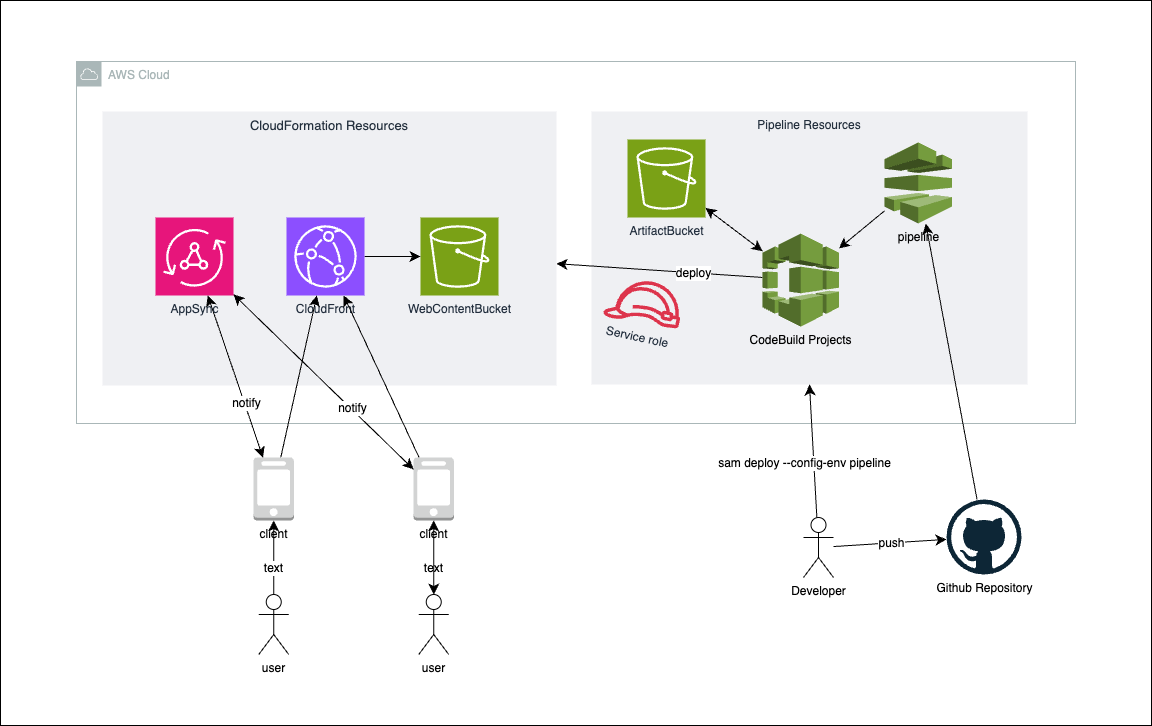 AWS Cloud
CloudFormation Resources
Pipeline Resources
ArtifactBucket
pipeline
AppSync
CloudFront
WebContentBucket
deploy
Service role
CodeBuild Projects
notify
notify
sam deploy --config-env pipeline
client
client
text
text
push
Developer
Github Repository
user
user